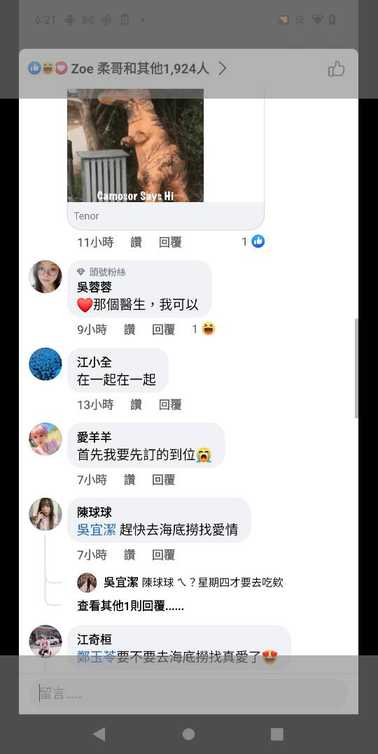 6:21
Zoe 柔哥和其他1,924人
Camosor Says Hi
Tenor
11小時 讚 回覆 1
頭號粉絲
吳蓉蓉
❤️那個醫生，我可以
9小時 讚 回覆 1
江小全
在一起在一起
13小時 讚 回覆
愛羊羊
首先我要先訂的到位😭
7小時 讚 回覆
陳球球
吳宜潔 趕快去海底撈找愛情
7小時 讚 回覆
吳宜潔 陳球球 ㄟ？星期四才要去吃欸
查看其他1則回覆......
江奇桓
鄭玉苓要不要去海底撈找真愛了😍
留言......